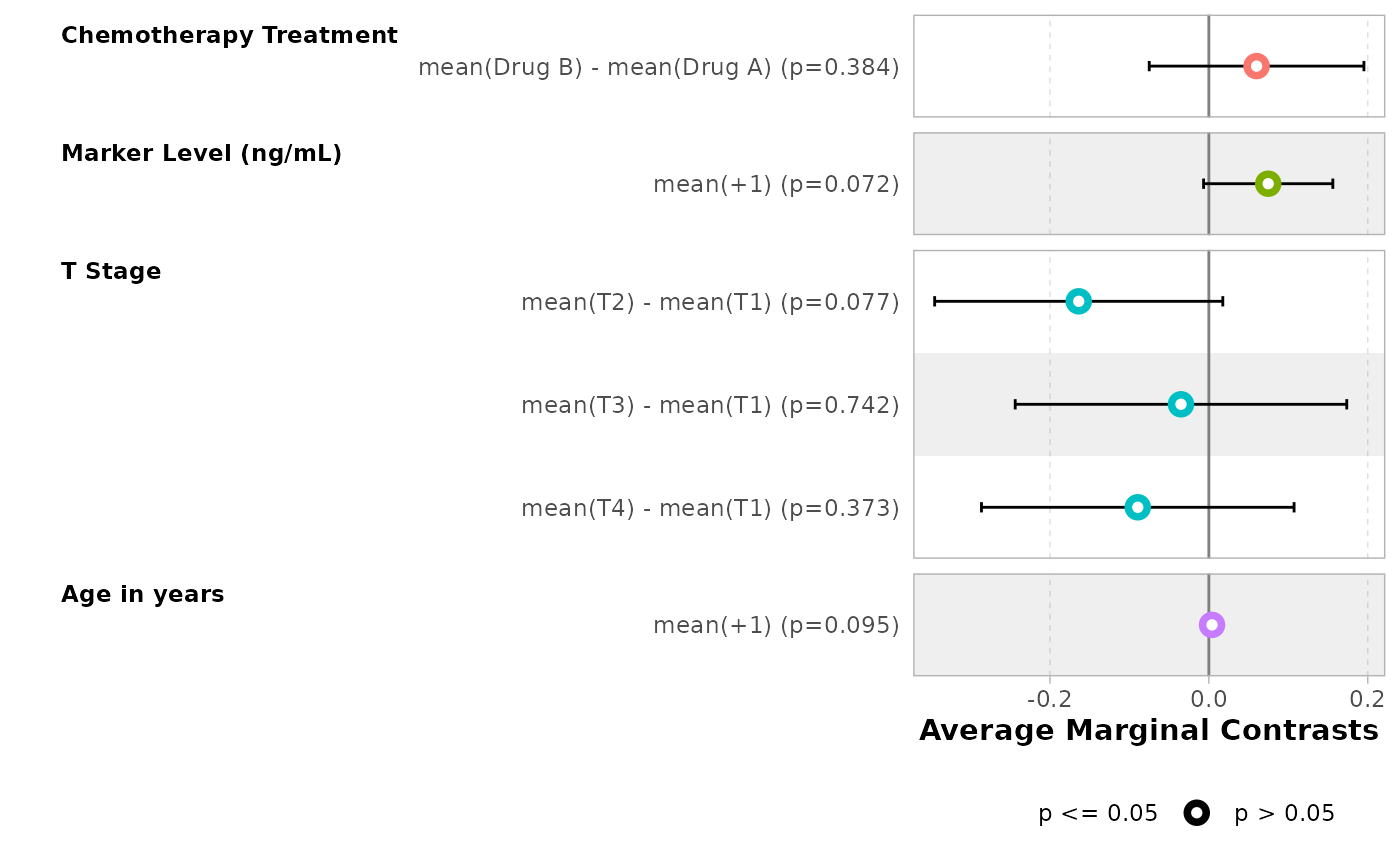 Chemotherapy Treatment
mean(Drug B) - mean(Drug A) (p=0.384)
Marker Level (ng/mL)
mean(+1) (p=0.072)
T Stage
mean(T2) - mean(T1) (p=0.077)
mean(T3) - mean(T1) (p=0.742)
mean(T4) - mean(T1) (p=0.373)
Age in years
mean(+1) (p=0.095)
-0.2 0.0 0.2
Average Marginal Contrasts
p <= 0.05 p > 0.05